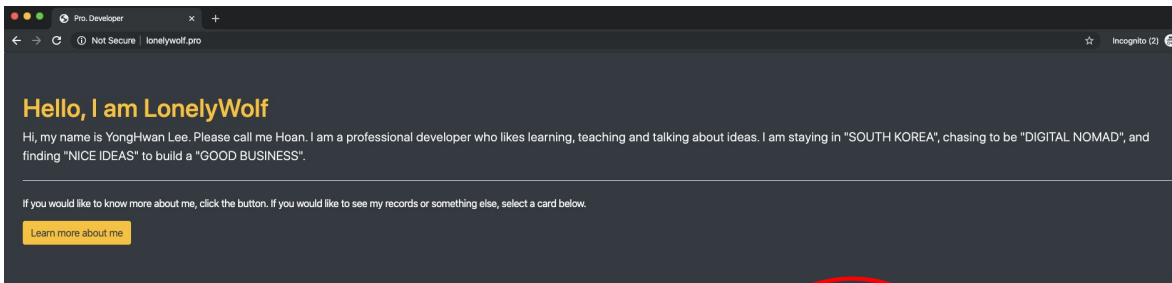 Pro. Developer
Not Secure | lonelywolf.pro
Incognito (2)
Hello, I am LonelyWolf
Hi, my name is YongHwan Lee. Please call me Hoan. I am a professional developer who likes learning, teaching and talking about ideas. I am staying in "SOUTH KOREA", chasing to be "DIGITAL NOMAD", and
finding "NICE IDEAS" to build a "GOOD BUSINESS".
If you would like to know more about me, click the button. If you would like to see my records or something else, select a card below.
Learn more about me